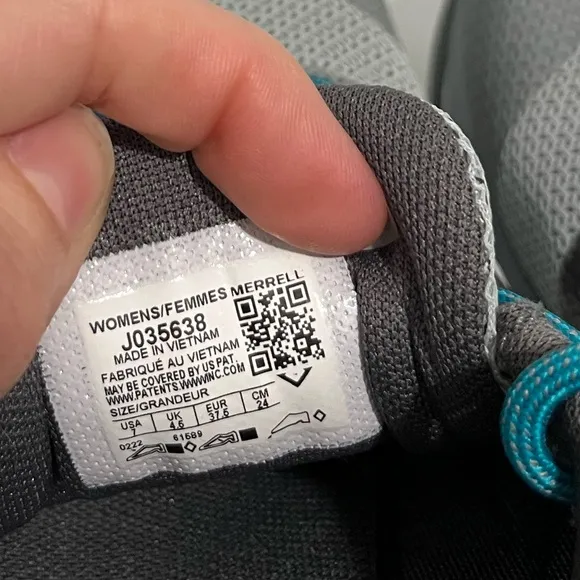 WOMENS/FEMMES MERRELL
J035638
MADE IN VIETNAM
FABRIQUÉ AU VIETNAM
MAY BE COVERED BY US PAT.
WWW.PATENTS.WWWINC.COM
SIZE/GRANDEUR
USA UK EUR CM
7 4.5 37.5 24
0222 61589